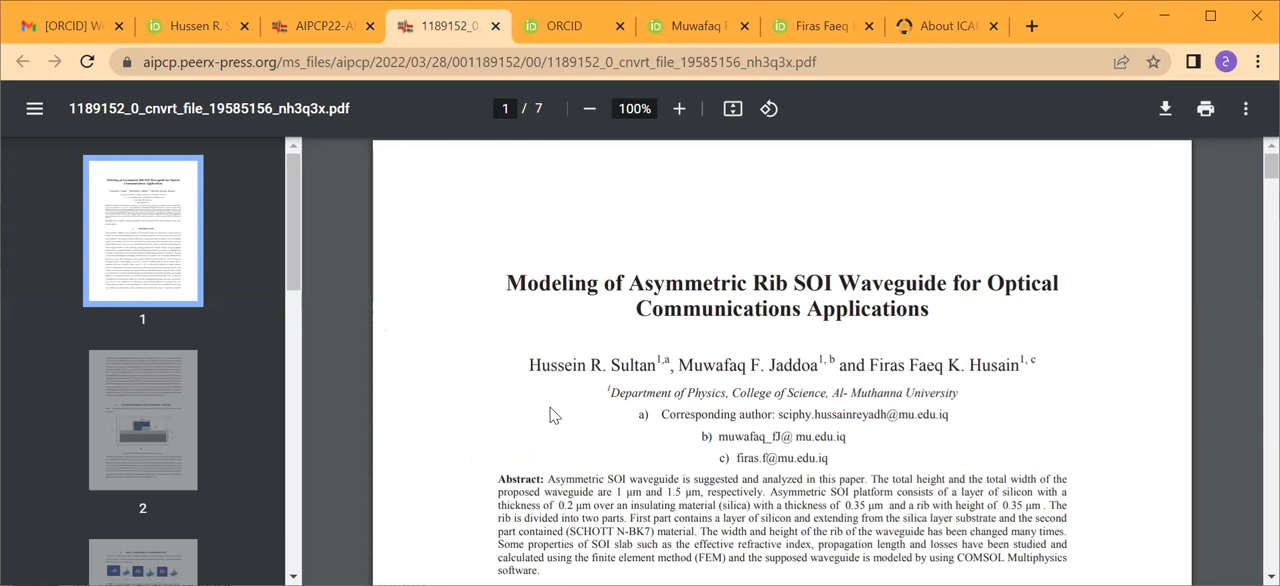 [ORCID] W
Hussen R. S
AIPCP22-A
1189152_0_
ORCID
Muwafaq F
Firas Faeq
About ICA
aipcp.peerx-press.org/ms_files/aipcp/2022/03/28/001189152/00/1189152_0_cnvrt_file_19585156_nh3q3x.pdf
1189152_0_cnvrt_file_19585156_nh3q3x.pdf
1 / 7
100%
1
2
Modeling of Asymmetric Rib SOI Waveguide for Optical
Communications Applications
Hussein R. Sultan1,a, Muwafaq F. Jaddoa1, b and Firas Faeq K. Husain1, c
1Department of Physics, College of Science, Al- Muthanna University
a) Corresponding author: sciphy.hussainreyadh@mu.edu.iq
b) muwafaq_fJ@ mu.edu.iq
c) firas.f@mu.edu.iq
Abstract: Asymmetric SOI waveguide is suggested and analyzed in this paper. The total height and the total width of the
proposed waveguide are 1 µm and 1.5 µm, respectively. Asymmetric SOI platform consists of a layer of silicon with a
thickness of 0.2 µm over an insulating material (silica) with a thickness of 0.35 µm and a rib with height of 0.35 µm . The
rib is divided into two parts. First part contains a layer of silicon and extending from the silica layer substrate and the second
part contained (SCHOTT N-BK7) material. The width and height of the rib of the waveguide has been changed many times.
Some properties of SOI slab such as the effective refractive index, propagation length and losses have been studied and
calculated using the finite element method (FEM) and the supposed waveguide is modeled by using COMSOL Multiphysics
software.